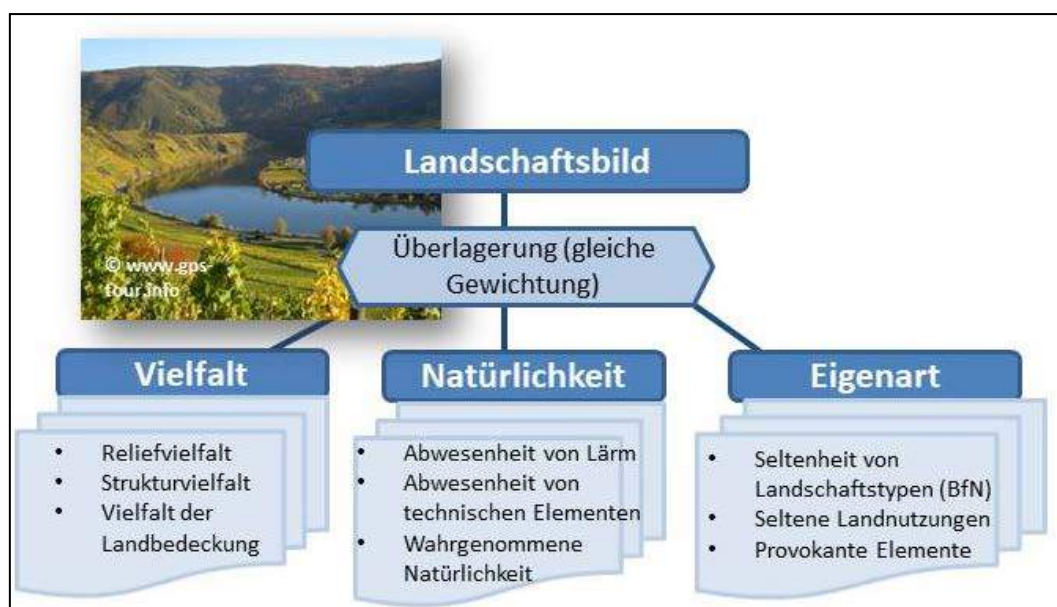 Landschaftsbild
Überlagerung (gleiche
Gewichtung)
© www.gps-
tour.info
Vielfalt
• Reliefvielfalt
• Strukturvielfalt
• Vielfalt der
Landbedeckung
Natürlichkeit
• Abwesenheit von Lärm
• Abwesenheit von
technischen Elementen
• Wahrgenommene
Natürlichkeit
Eigenart
• Seltenheit von
Landschaftstypen (BfN)
• Seltene Landnutzungen
• Provokante Elemente